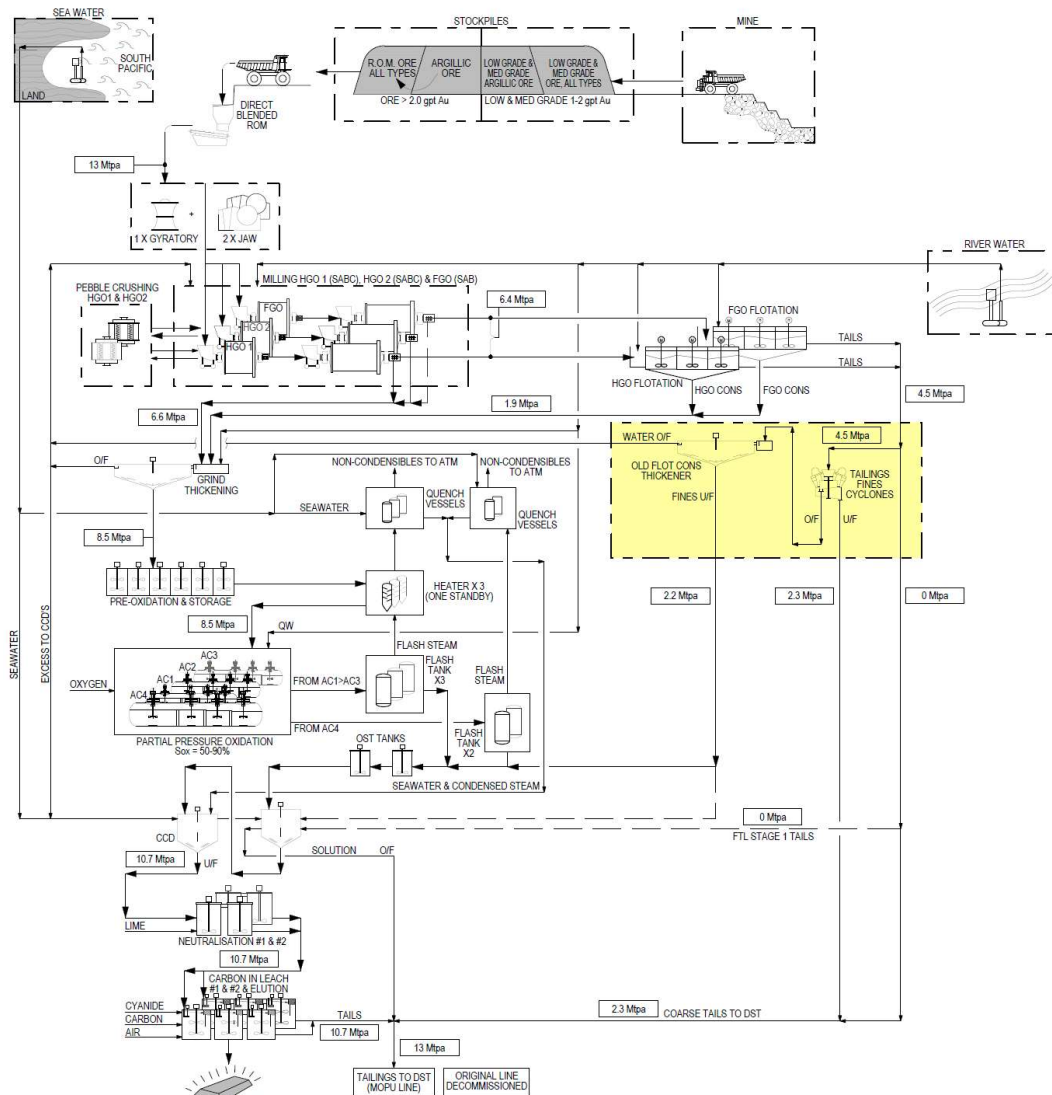 SEA WATER
SOUTH
PACIFIC
LAND
STOCKPILES
R.O.M. ORE
ALL TYPES
ARGILLIC
ORE
LOW GRADE &
MED GRADE
ARGILLIC ORE
LOW GRADE &
MED GRADE
ORE, ALL TYPES
ORE > 2.0 gpt Au
LOW & MED GRADE 1-2 gpt Au
MINE
DIRECT
BLENDED
ROM
13 Mtpa
1 X GYRATORY
+
2 X JAW
RIVER WATER
PEBBLE CRUSHING
HGO1 & HGO2
MILLING HGO 1 (SABC), HGO 2 (SABC) & FGO (SAB)
FGO
HGO 2
HGO 1
6.4 Mtpa
FGO FLOTATION
TAILS
TAILS
HGO FLOTATION
HGO CONS
FGO CONS
4.5 Mtpa
6.6 Mtpa
1.9 Mtpa
WATER O/F
4.5 Mtpa
O/F
GRIND
THICKENING
NON-CONDENSIBLES
TO ATM
NON-CONDENSIBLES
TO ATM
OLD FLOT CONS
THICKENER
TAILINGS
FINES
CYCLONES
FINES U/F
O/F
U/F
QUENCH
VESSELS
QUENCH
VESSELS
SEAWATER
8.5 Mtpa
PRE-OXIDATION & STORAGE
HEATER X 3
(ONE STANDBY)
2.2 Mtpa
2.3 Mtpa
0 Mtpa
8.5 Mtpa
QW
SEAWATER
EXCESS TO CCD'S
FLASH STEAM
AC3
AC2
AC1
AC4
OXYGEN
FROM AC1>AC3
FLASH
TANK
X3
FLASH
STEAM
FROM AC4
FLASH
TANK
X2
PARTIAL PRESSURE OXIDATION
Sox = 50-90%
OST TANKS
SEAWATER & CONDENSED STEAM
0 Mtpa
CCD
FTL STAGE 1 TAILS
10.7 Mtpa
U/F
SOLUTION
O/F
LIME
NEUTRALISATION #1 & #2
10.7 Mtpa
CARBON IN LEACH
#1 & #2 & ELUTION
CYANIDE
CARBON
AIR
TAILS
10.7 Mtpa
2.3 Mtpa
COARSE TAILS TO DST
13 Mtpa
TAILINGS TO DST
(MOPU LINE)
ORIGINAL LINE
DECOMMISSIONED